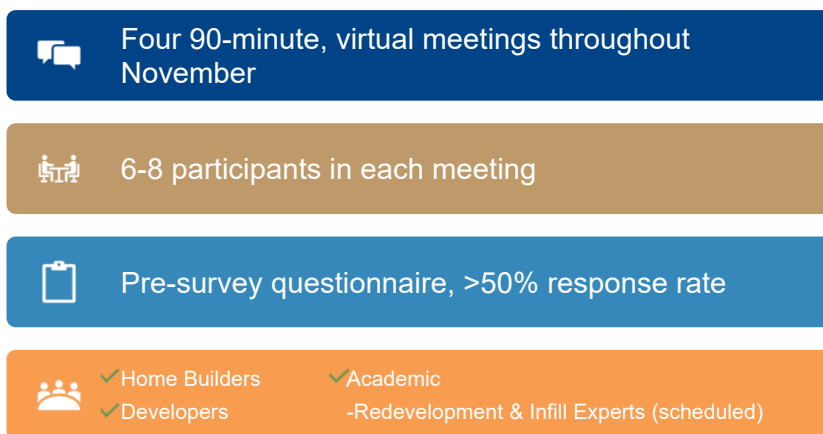 Four 90-minute, virtual meetings throughout
November
6-8 participants in each meeting
Pre-survey questionnaire, >50% response rate
✓Home Builders ✓Academic
✓Developers -Redevelopment & Infill Experts (scheduled)